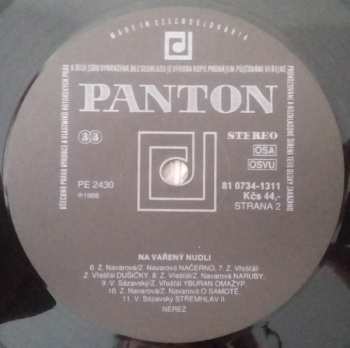 MADE IN CZECHOSLOVAKIA
PANTON
33
STEREO
OSA
OSVU
PE 2430
81 0734-1311
℗1988
Kčs 44,-
STRANA 2
NA VAŘENÝ NUDLI
6. Z. Navarová/Z. Navarová NAČERNO, 7. Z. Vřešťál/
Z. Vřešťál DUŠIČKY, 8. Z. Vřešťál/Z. Navarová NARUBY,
9. V. Sázavský/Z. Vřešťál YBURAN OMAŽYP,
10. Z. Navarová/Z. Navarová O SAMOTĚ,
11. V. Sázavský STŘEMHLAV II.
NEREZ